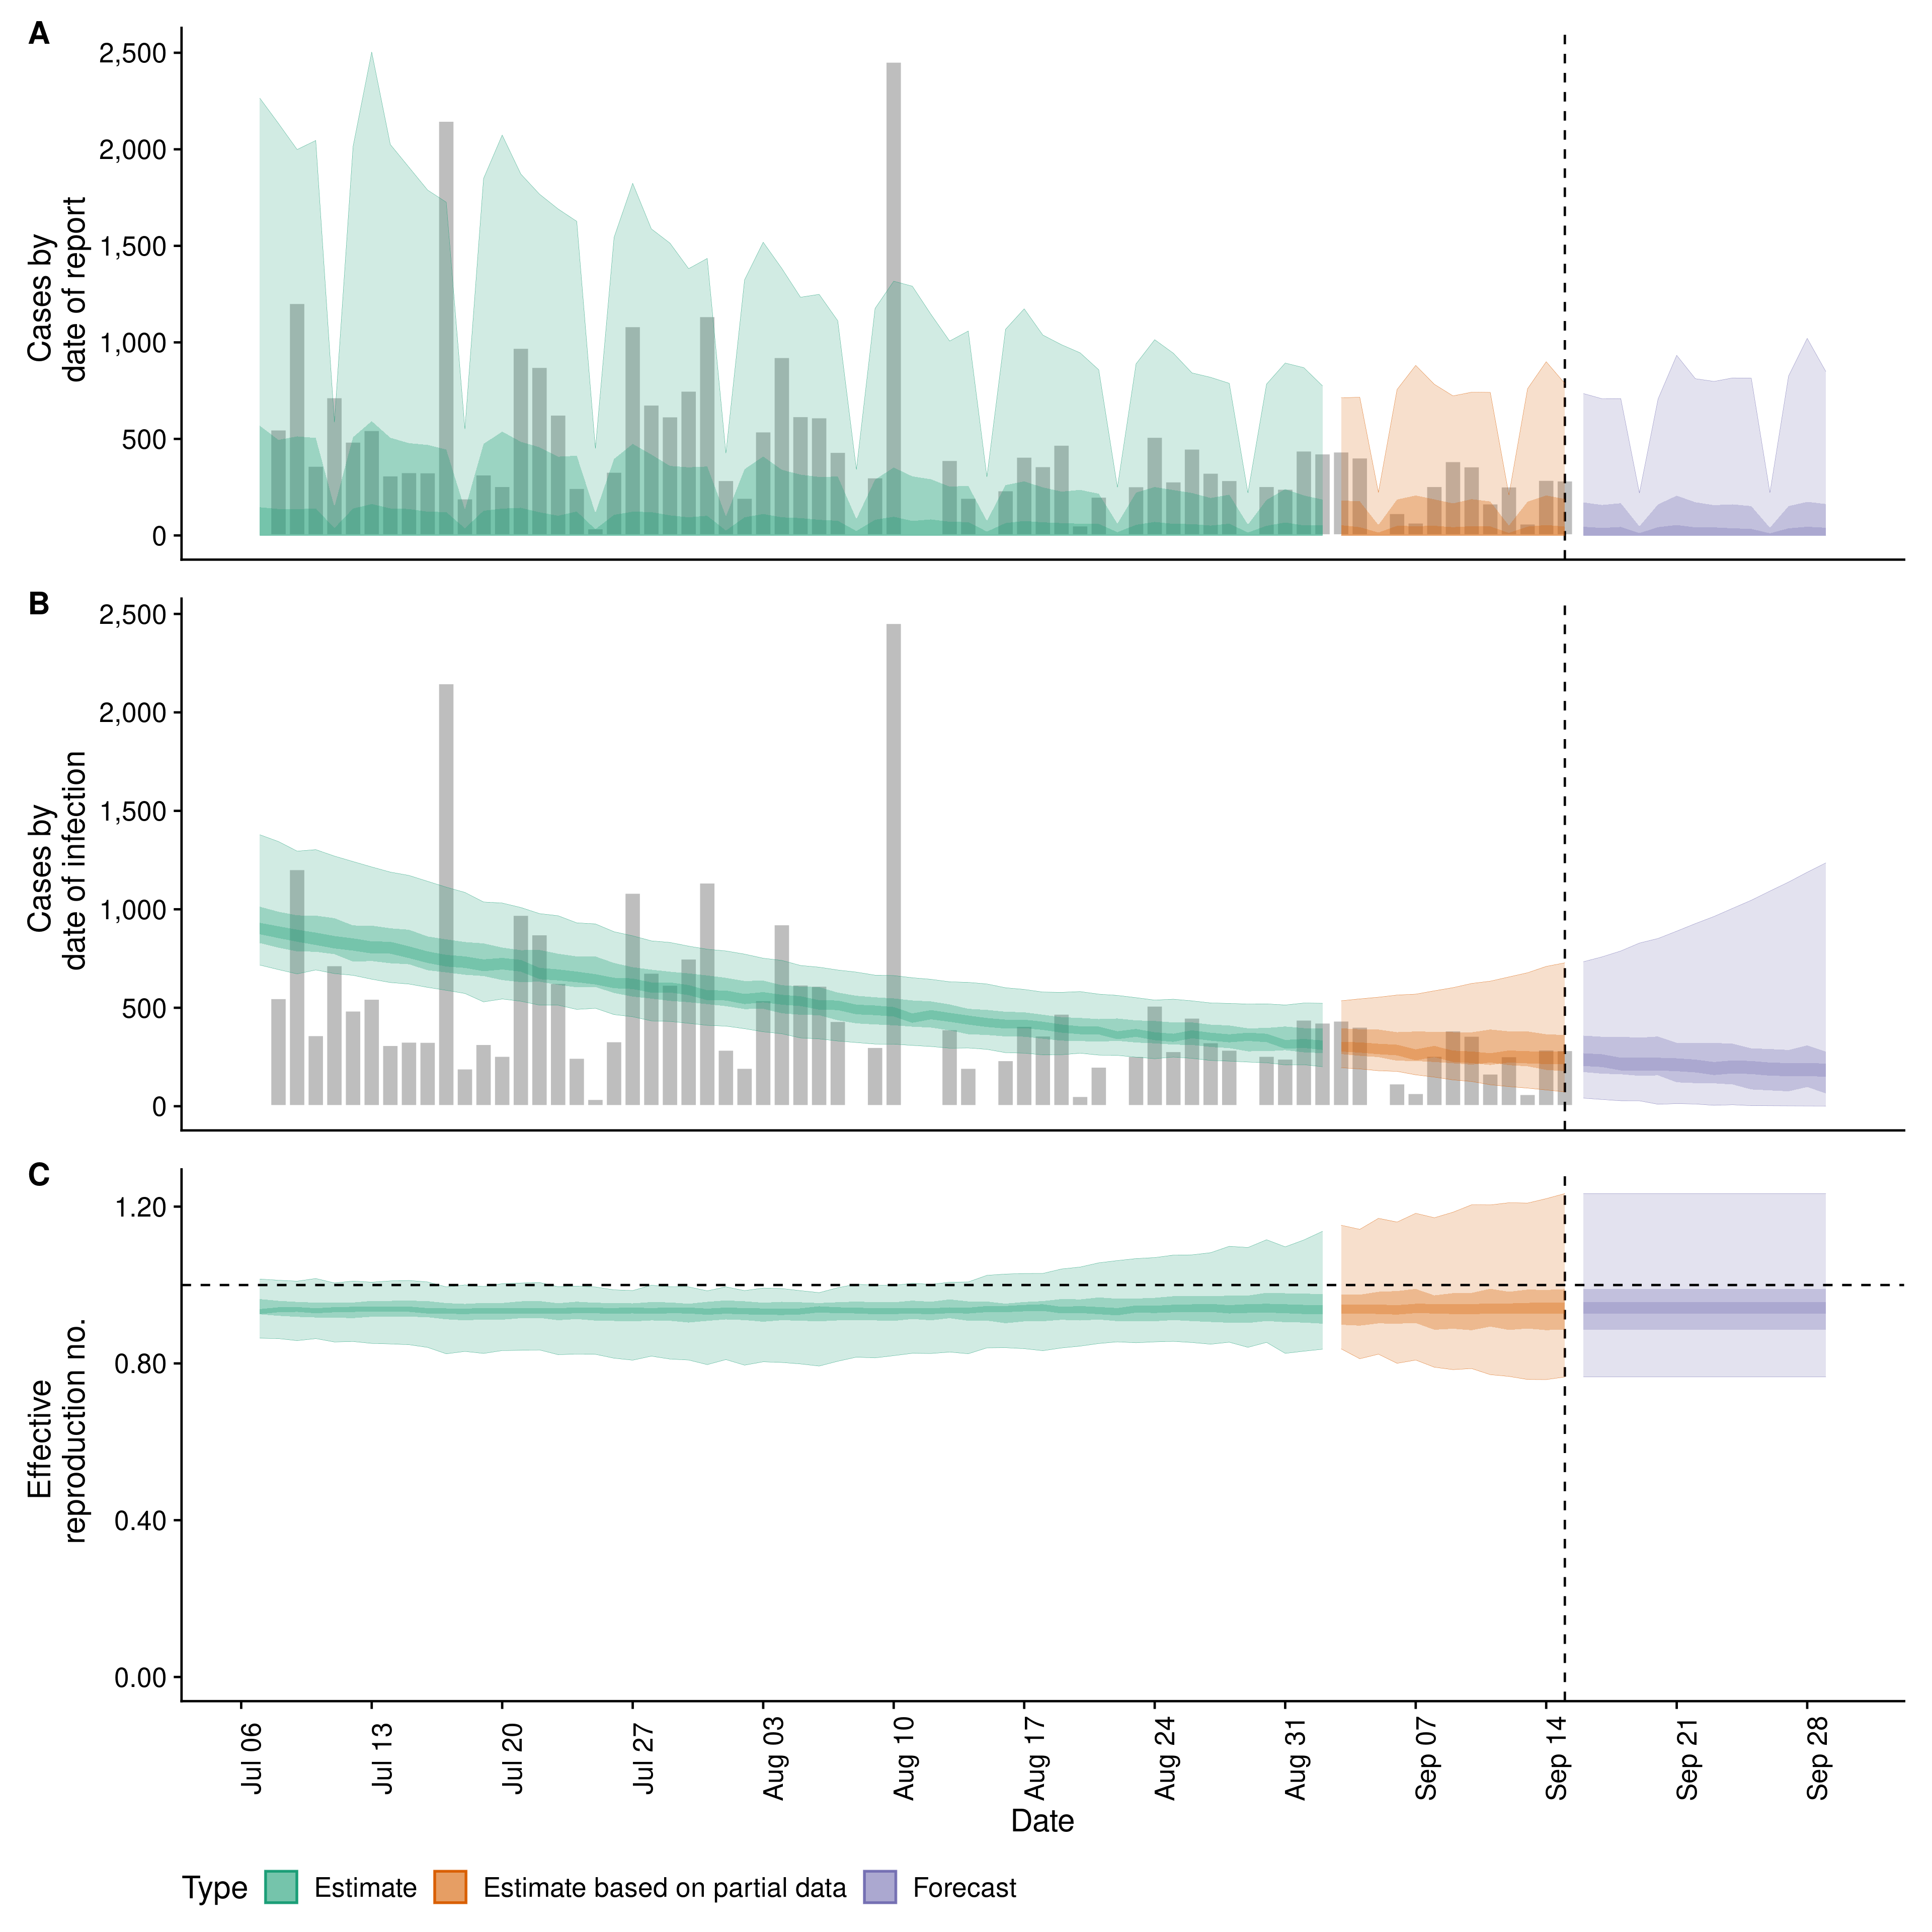 A
Cases by
date of report
2,500
2,000
1,500
1,000
500
0
B
Cases by
date of infection
2,500
2,000
1,500
1,000
500
0
C
Effective
reproduction no.
1.20
0.80
0.40
0.00
Jul 06
Jul 13
Jul 20
Jul 27
Aug 03
Aug 10
Aug 17
Aug 24
Aug 31
Sep 07
Sep 14
Sep 21
Sep 28
Date
Type
Estimate
Estimate based on partial data
Forecast